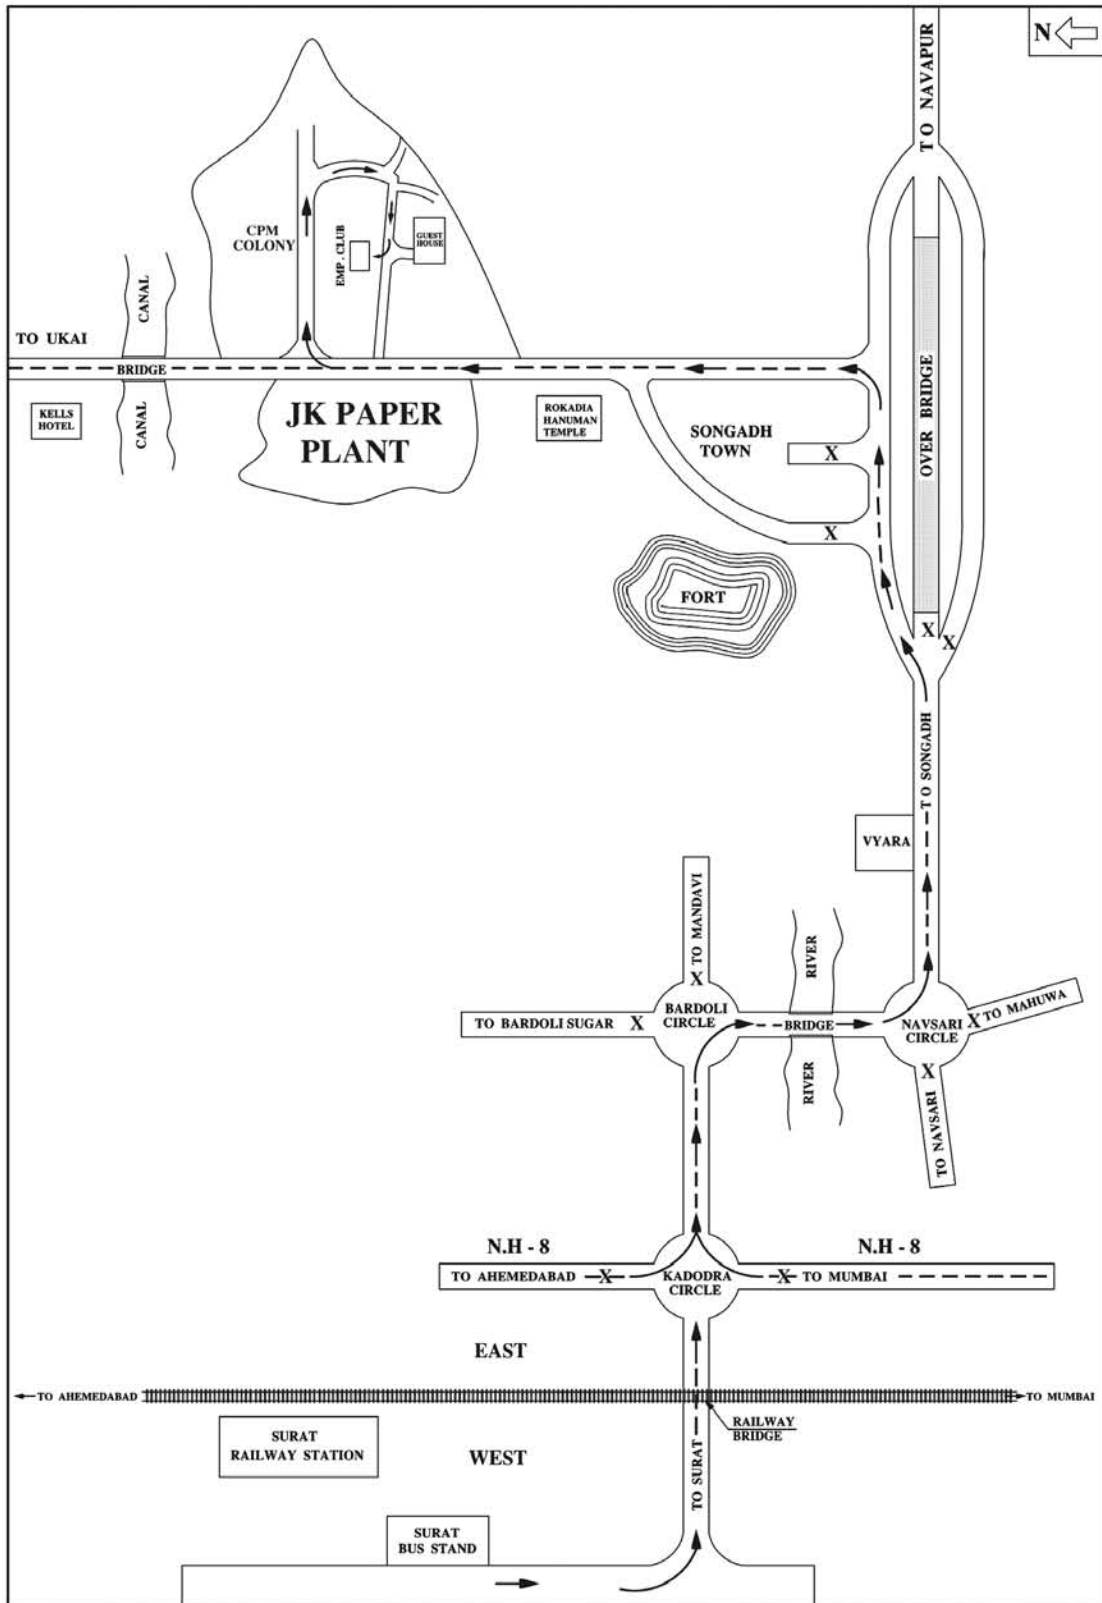 N
TO NAVAPUR
CPM
COLONY
EMP. CLUB
GUEST
HOUSE
CANAL
TO UKAI
BRIDGE
KELLS
HOTEL
CANAL
JK PAPER
PLANT
ROKADIA
HANUMAN
TEMPLE
SONGADH
TOWN
X
X
OVER BRIDGE
FORT
X
X
TO SONGADH
VYARA
TO MANDAVI
X
RIVER
TO BARDOLI SUGAR X
BARDOLI
CIRCLE
BRIDGE
NAVSARI
CIRCLE
X TO MAHUWA
RIVER
X
TO NAVSARI
N.H - 8
N.H - 8
TO AHEMEDABAD X
KADODRA
CIRCLE
X TO MUMBAI
EAST
TO AHEMEDABAD
TO MUMBAI
RAILWAY
BRIDGE
SURAT
RAILWAY STATION
WEST
TO SURAT
SURAT
BUS STAND